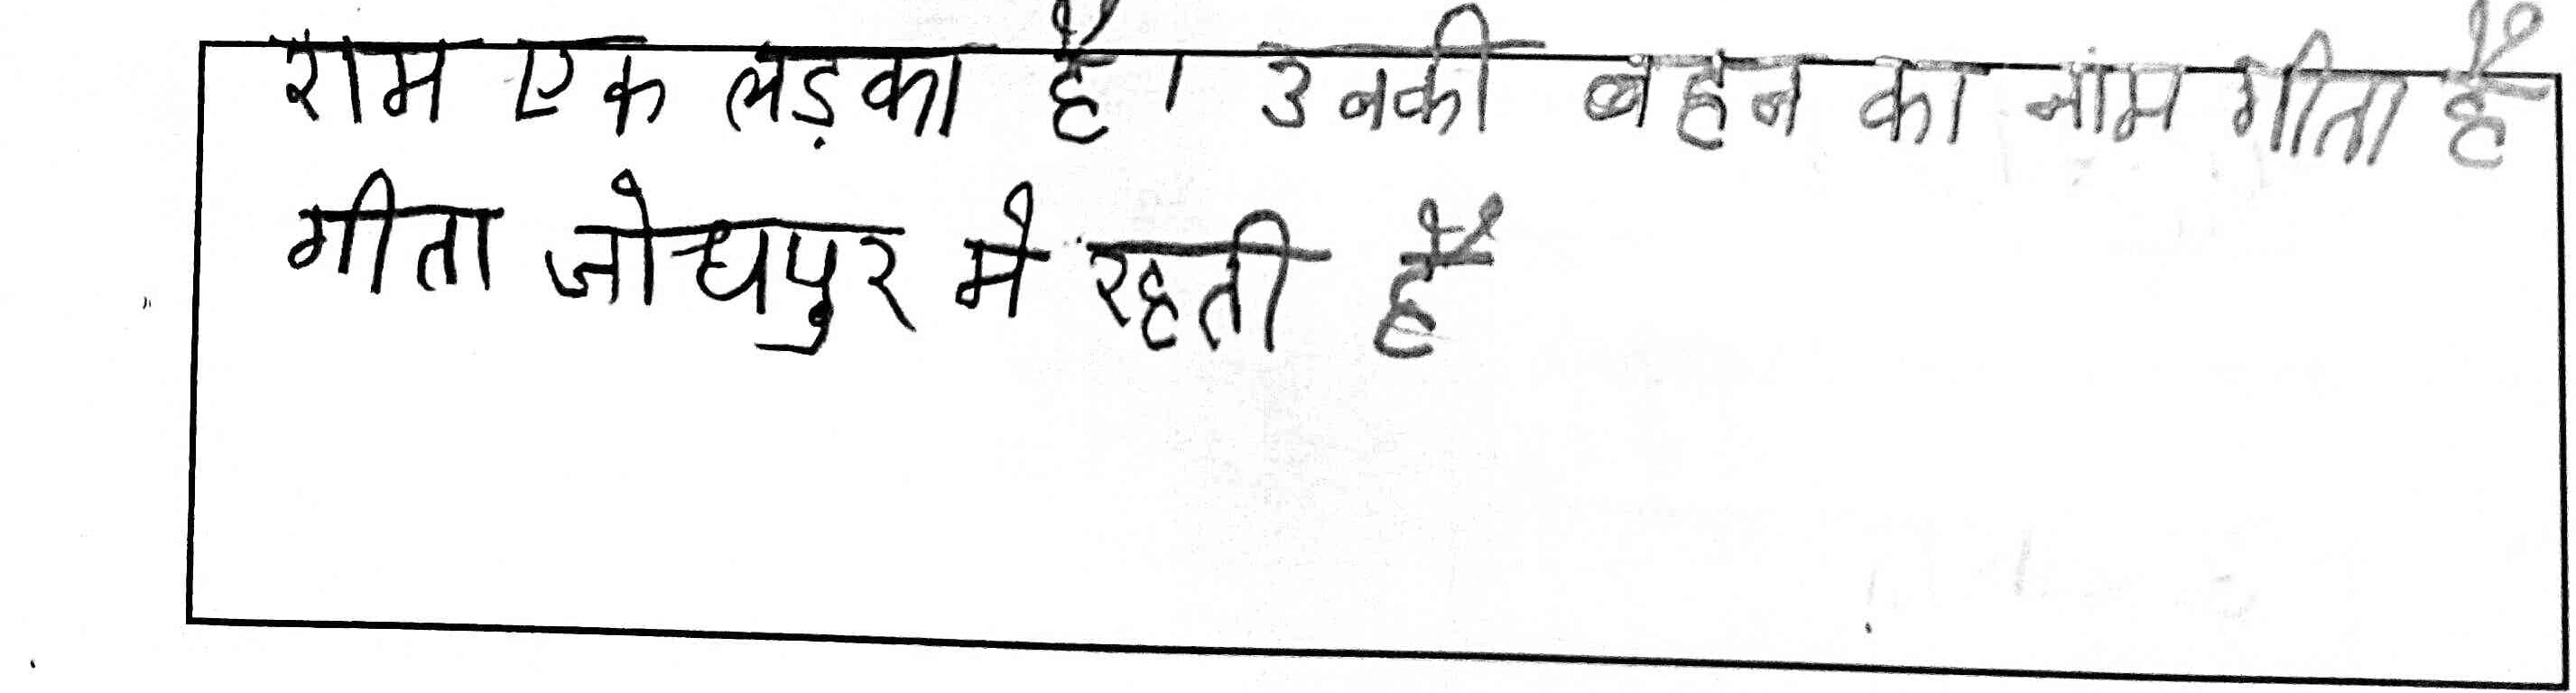 राम एक लड़का है। उनकी बहन का नाम गीता है
गीता जोधपुर मे रहती है